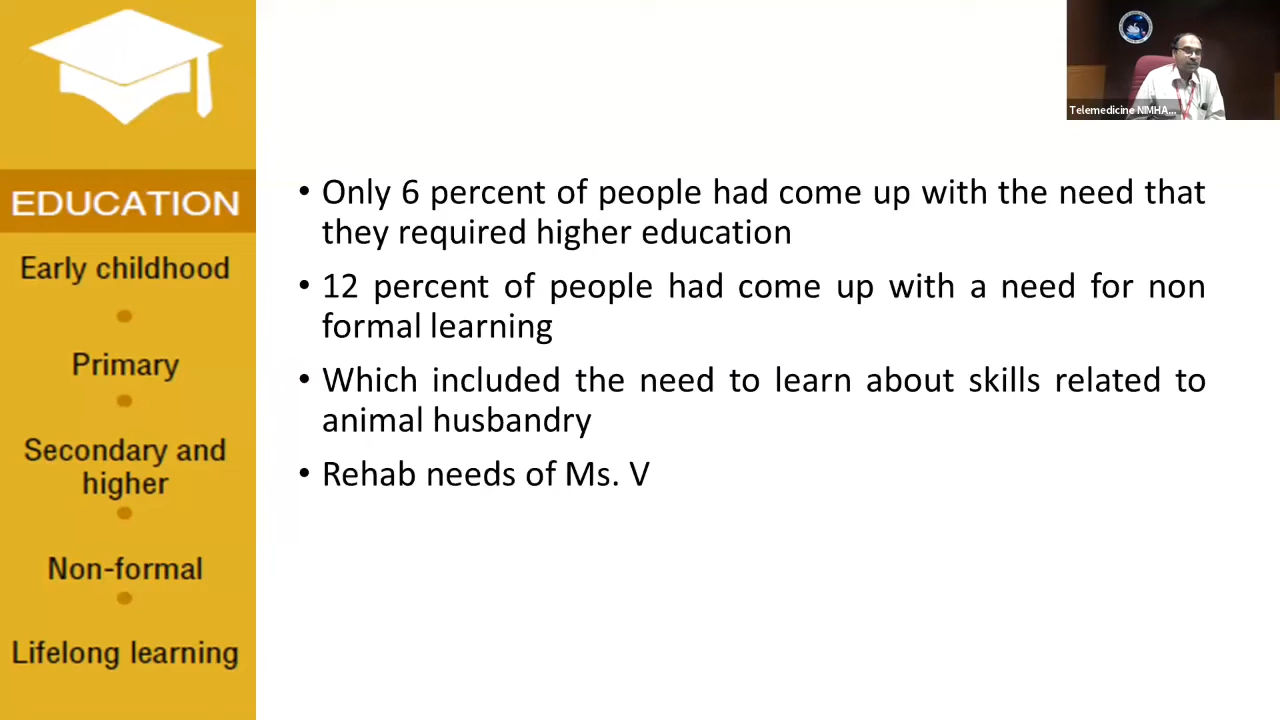 EDUCATION
Early childhood
Primary
Secondary and
higher
Non-formal
Lifelong learning
• Only 6 percent of people had come up with the need that
they required higher education
• 12 percent of people had come up with a need for non
formal learning
• Which included the need to learn about skills related to
animal husbandry
• Rehab needs of Ms. V
Telemedicine NIMHA...